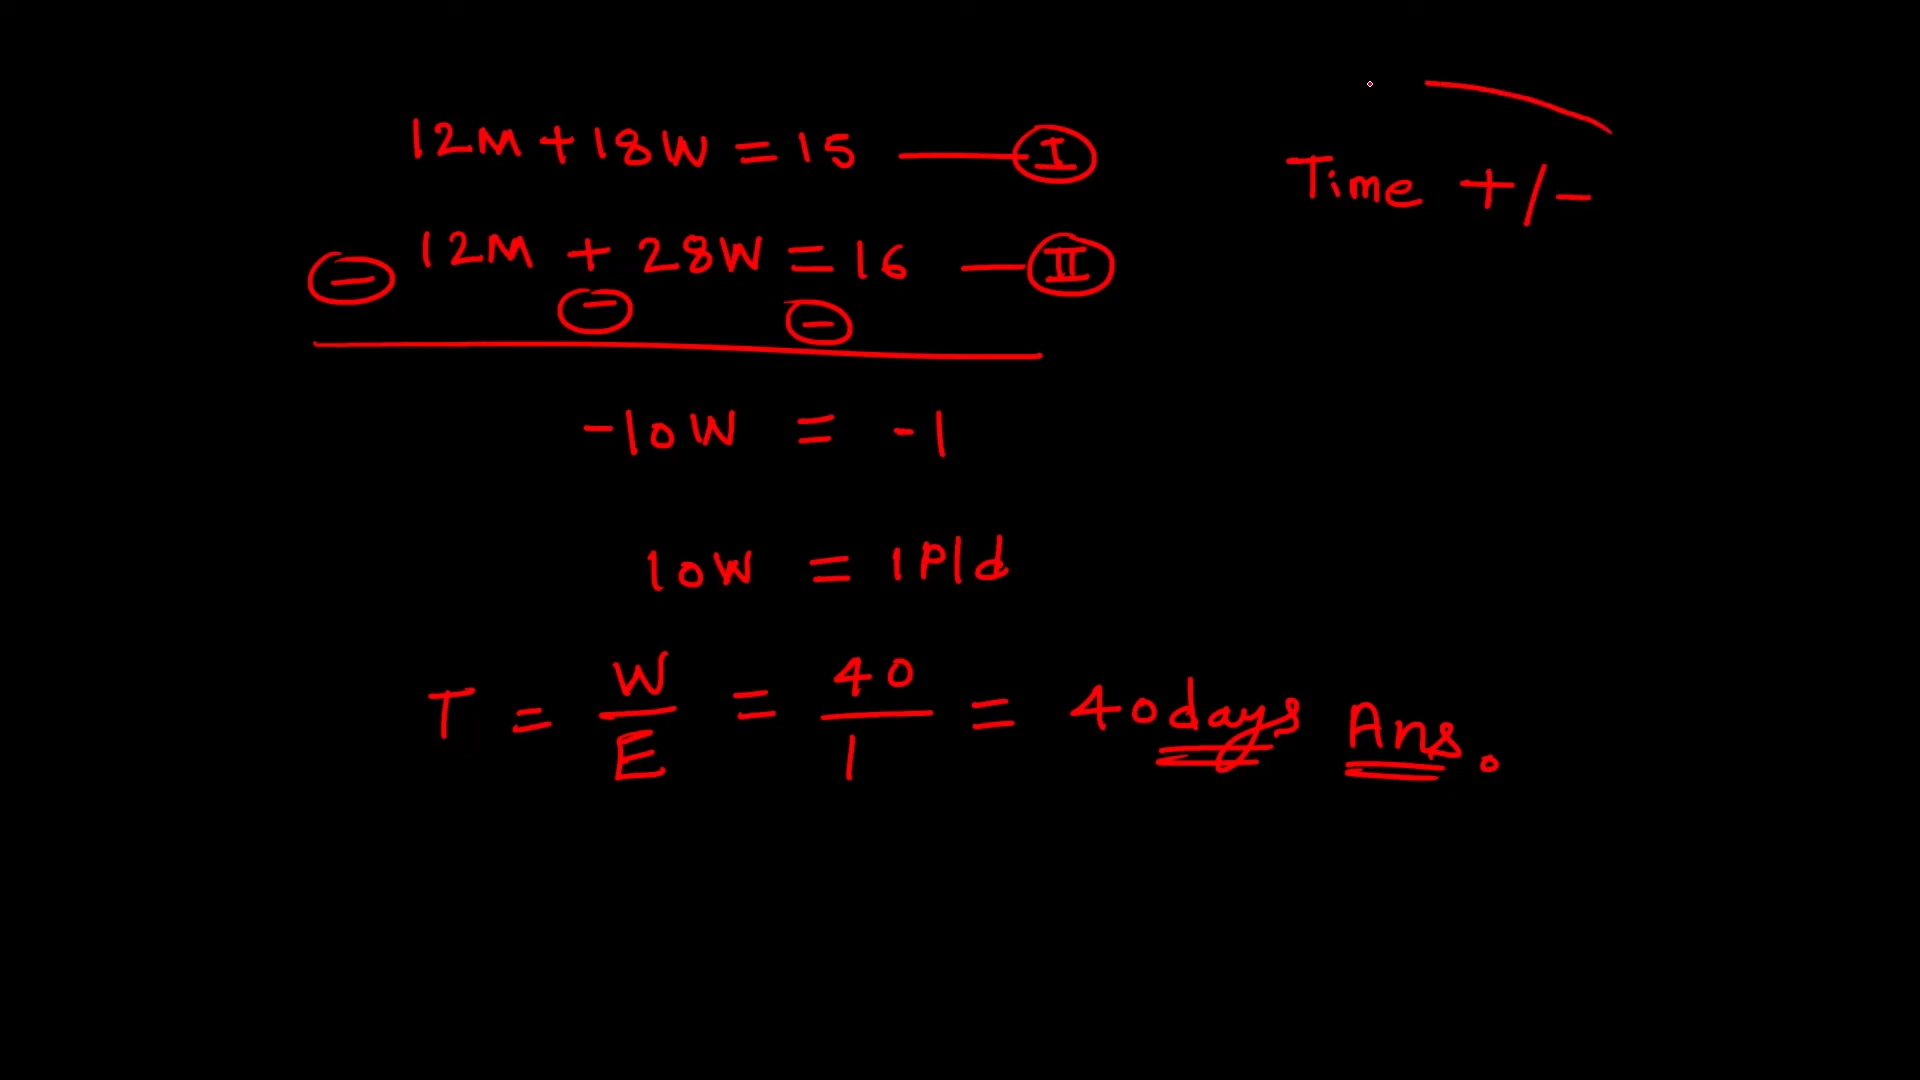 12M + 18W = 15 — I
Time +/-
12M + 28W = 16 — II
- - -
-10W = -1
10W = 1P/d
T = W/E = 40/1 = 40days Ans.